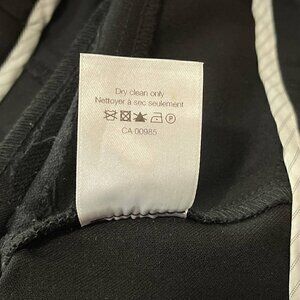 Dry clean only
Nettoyer à sec seulement
P
CA 00985